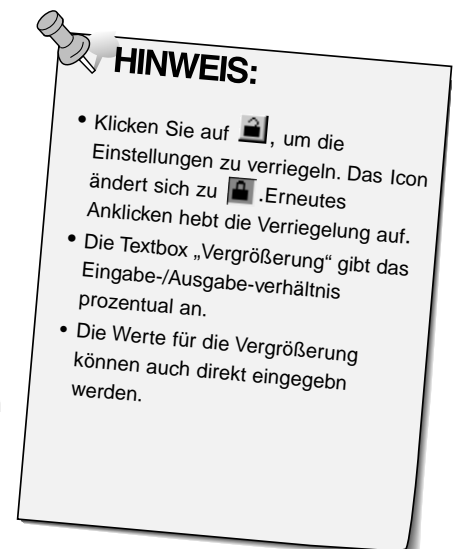 HINWEIS:
• Klicken Sie auf , um die
Einstellungen zu verriegeln. Das Icon
ändert sich zu .Erneutes
Anklicken hebt die Verriegelung auf.
• Die Textbox „Vergrößerung“ gibt das
Eingabe-/Ausgabe-verhältnis
prozentual an.
• Die Werte für die Vergrößerung
können auch direkt eingegebn
werden.